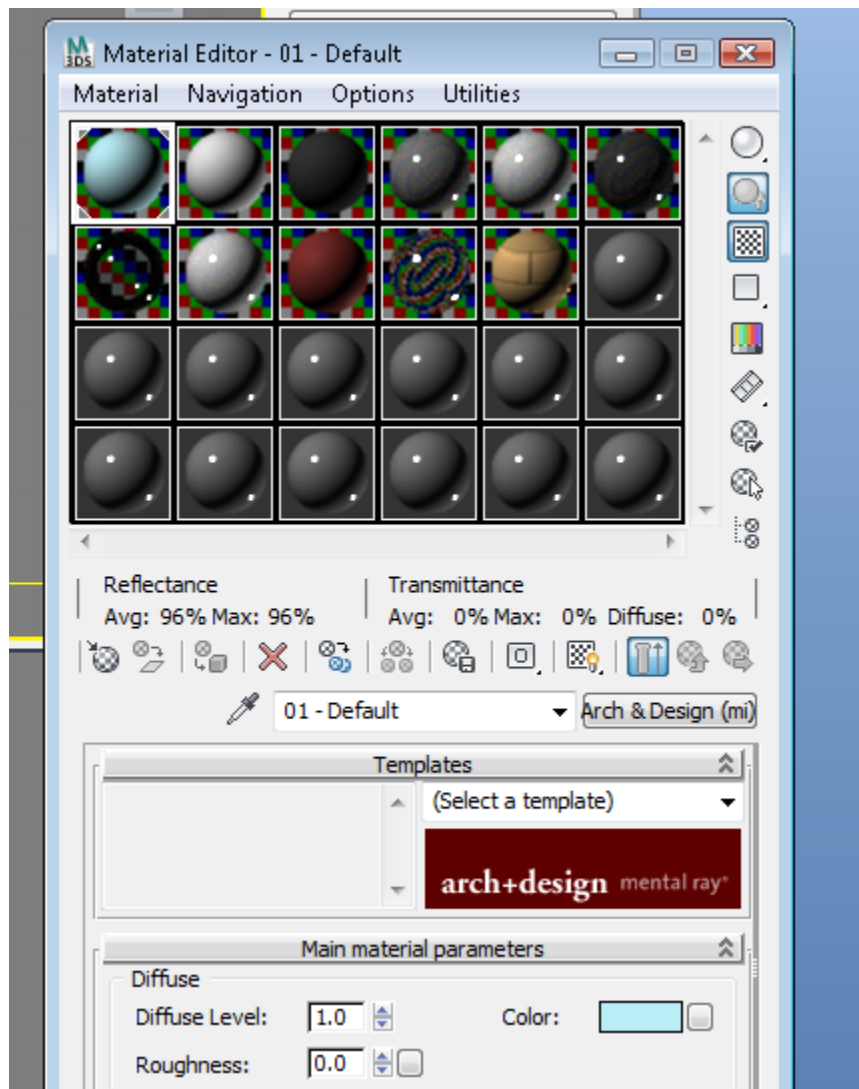 M
3DS
Material Editor - 01 - Default
Material Navigation Options Utilities
Reflectance
Avg: 96% Max: 96%
Transmittance
Avg: 0% Max: 0% Diffuse: 0%
01 - Default
Arch & Design (mi)
Templates
(Select a template)
arch+design mental ray®
Main material parameters
Diffuse
Diffuse Level: 1.0
Color:
Roughness: 0.0